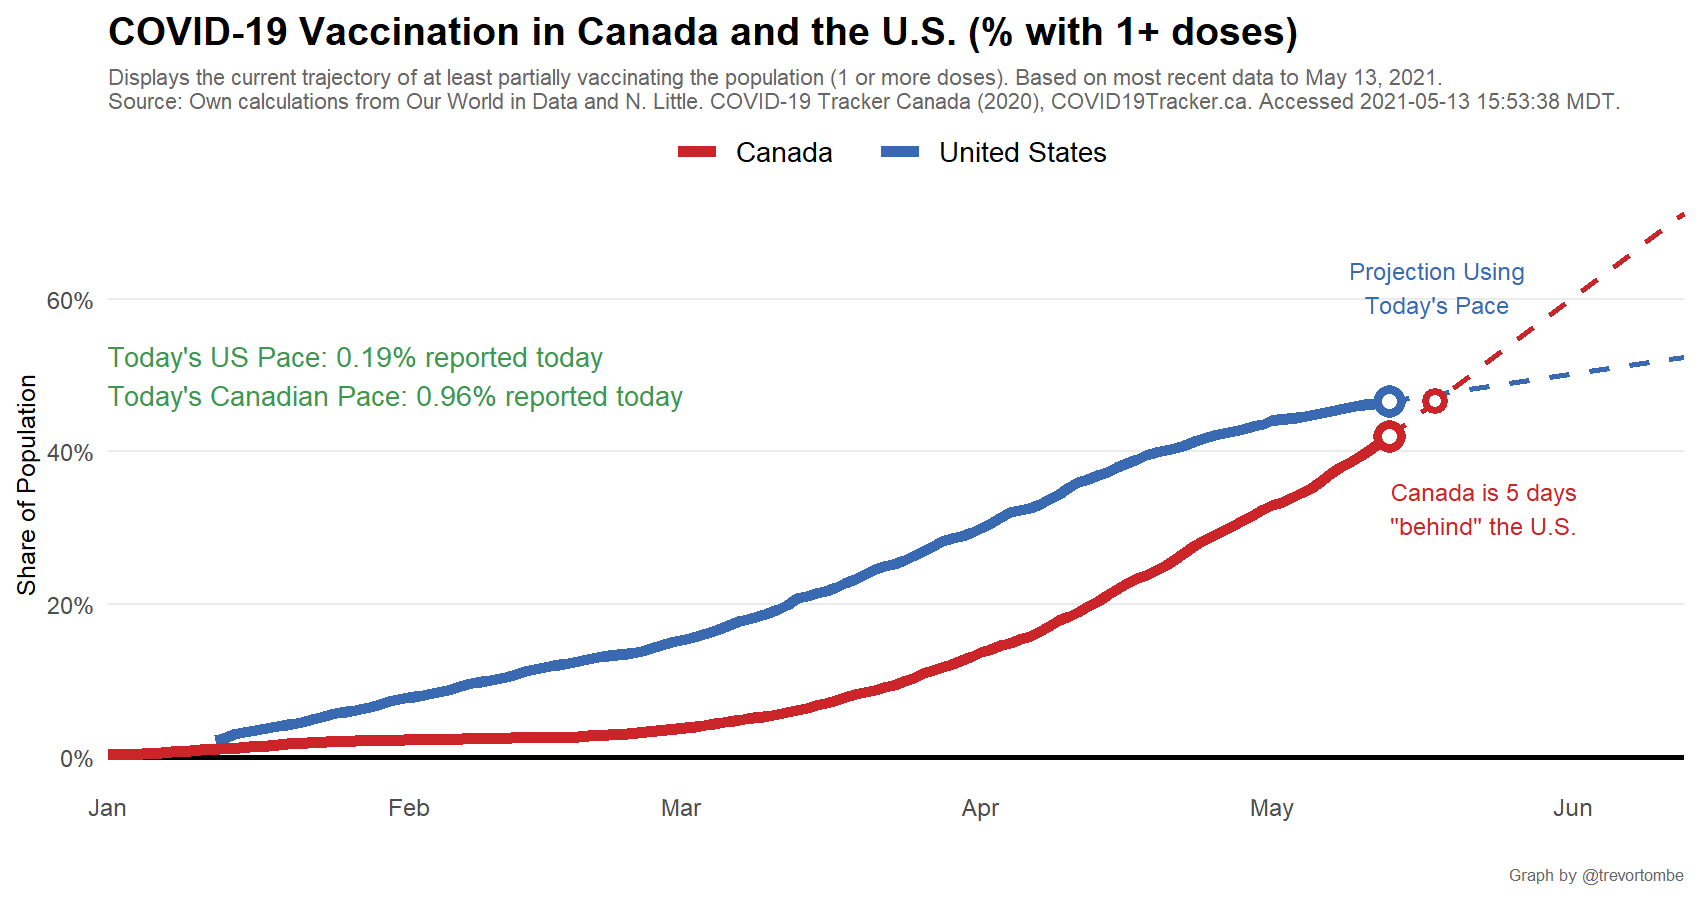 COVID-19 Vaccination in Canada and the U.S. (% with 1+ doses)
Displays the current trajectory of at least partially vaccinating the population (1 or more doses). Based on most recent data to May 13, 2021.
Source: Own calculations from Our World in Data and N. Little. COVID-19 Tracker Canada (2020), COVID19Tracker.ca. Accessed 2021-05-13 15:53:38 MDT.
Canada
United States
Projection Using
Today's Pace
60%
Today's US Pace: 0.19% reported today
Today's Canadian Pace: 0.96% reported today
Share of Population
40%
Canada is 5 days
"behind" the U.S.
20%
0%
Jan
Feb
Mar
Apr
May
Jun
Graph by @trevortombe